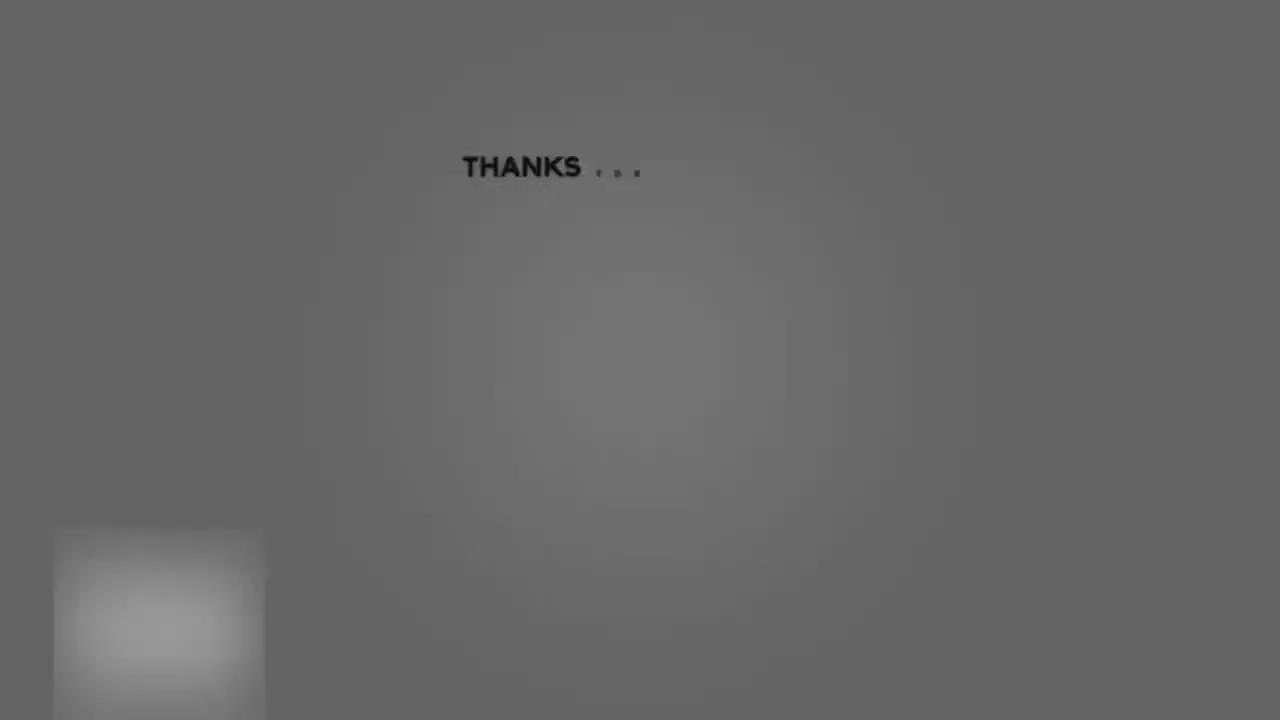 THANKS . . .